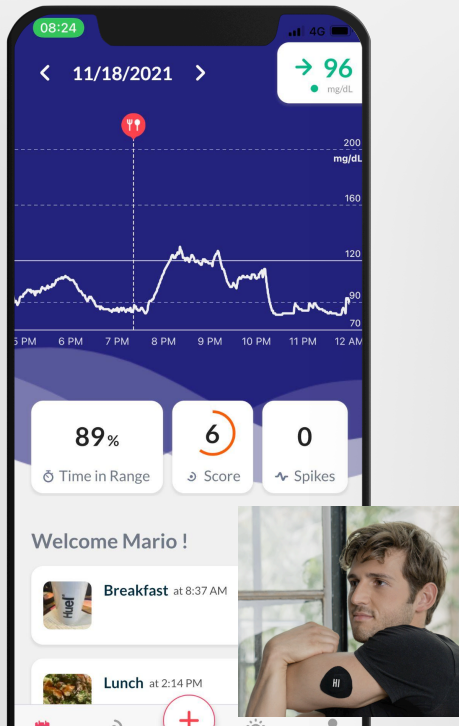 08:24
4G
11/18/2021
96
mg/dL
200
mg/dL
160
120
90
70
5 PM 6 PM 7 PM 8 PM 9 PM 10 PM 11 PM 12 AM
89%
6
0
Time in Range
Score
Spikes
Welcome Mario !
Breakfast at 8:37 AM
Huel
Lunch at 2:14 PM
HI